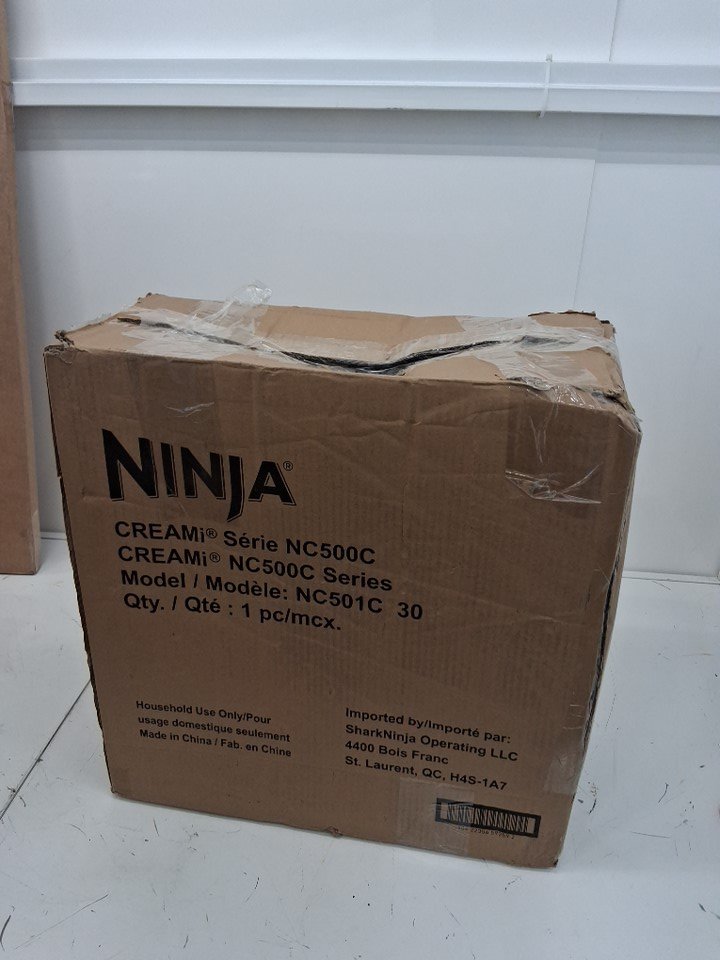 NINJA®
CREAMi® Série NC500C
CREAMi® NC500C Series
Model / Modèle: NC501C 30
Qty. / Qté : 1 pc/mcx.
Household Use Only/Pour
usage domestique seulement
Made in China / Fab. en Chine
Imported by/Importé par:
SharkNinja Operating LLC
4400 Bois Franc
St. Laurent, QC, H4S-1A7